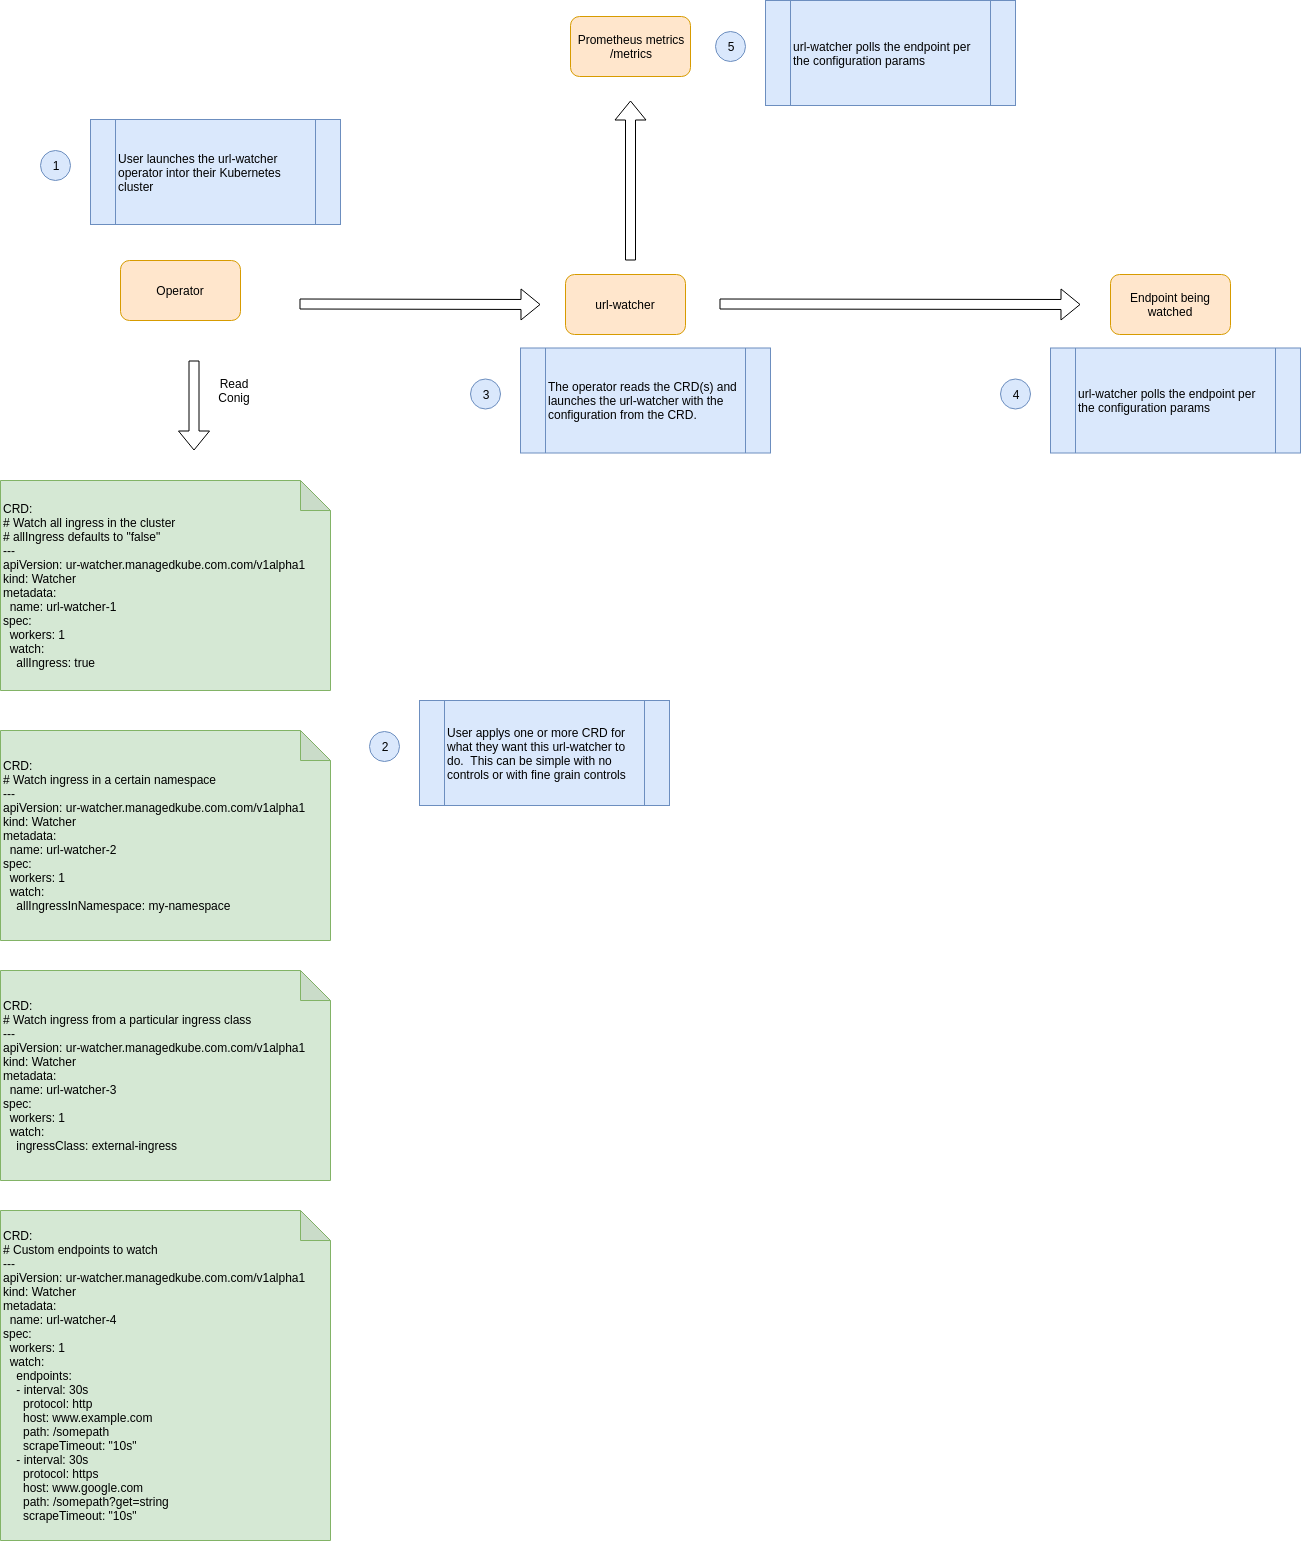 Prometheus metrics
/metrics
5
url-watcher polls the endpoint per
the configuration params
1
User launches the url-watcher
operator intor their Kubernetes
cluster
Operator
url-watcher
Endpoint being
watched
Read
Conig
3
The operator reads the CRD(s) and
launches the url-watcher with the
configuration from the CRD.
4
url-watcher polls the endpoint per
the configuration params
CRD:
# Watch all ingress in the cluster
# allIngress defaults to "false"
---
apiVersion: ur-watcher.managedkube.com.com/v1alpha1
kind: Watcher
metadata:
  name: url-watcher-1
spec:
  workers: 1
  watch:
    allIngress: true
2
User applys one or more CRD for
what they want this url-watcher to
do.  This can be simple with no
controls or with fine grain controls
CRD:
# Watch ingress in a certain namespace
---
apiVersion: ur-watcher.managedkube.com.com/v1alpha1
kind: Watcher
metadata:
  name: url-watcher-2
spec:
  workers: 1
  watch:
    allIngressInNamespace: my-namespace
CRD:
# Watch ingress from a particular ingress class
---
apiVersion: ur-watcher.managedkube.com.com/v1alpha1
kind: Watcher
metadata:
  name: url-watcher-3
spec:
  workers: 1
  watch:
    ingressClass: external-ingress
CRD:
# Custom endpoints to watch
---
apiVersion: ur-watcher.managedkube.com.com/v1alpha1
kind: Watcher
metadata:
  name: url-watcher-4
spec:
  workers: 1
  watch:
    endpoints:
    - interval: 30s
      protocol: http
      host: www.example.com
      path: /somepath
      scrapeTimeout: "10s"
    - interval: 30s
      protocol: https
      host: www.google.com
      path: /somepath?get=string
      scrapeTimeout: "10s"